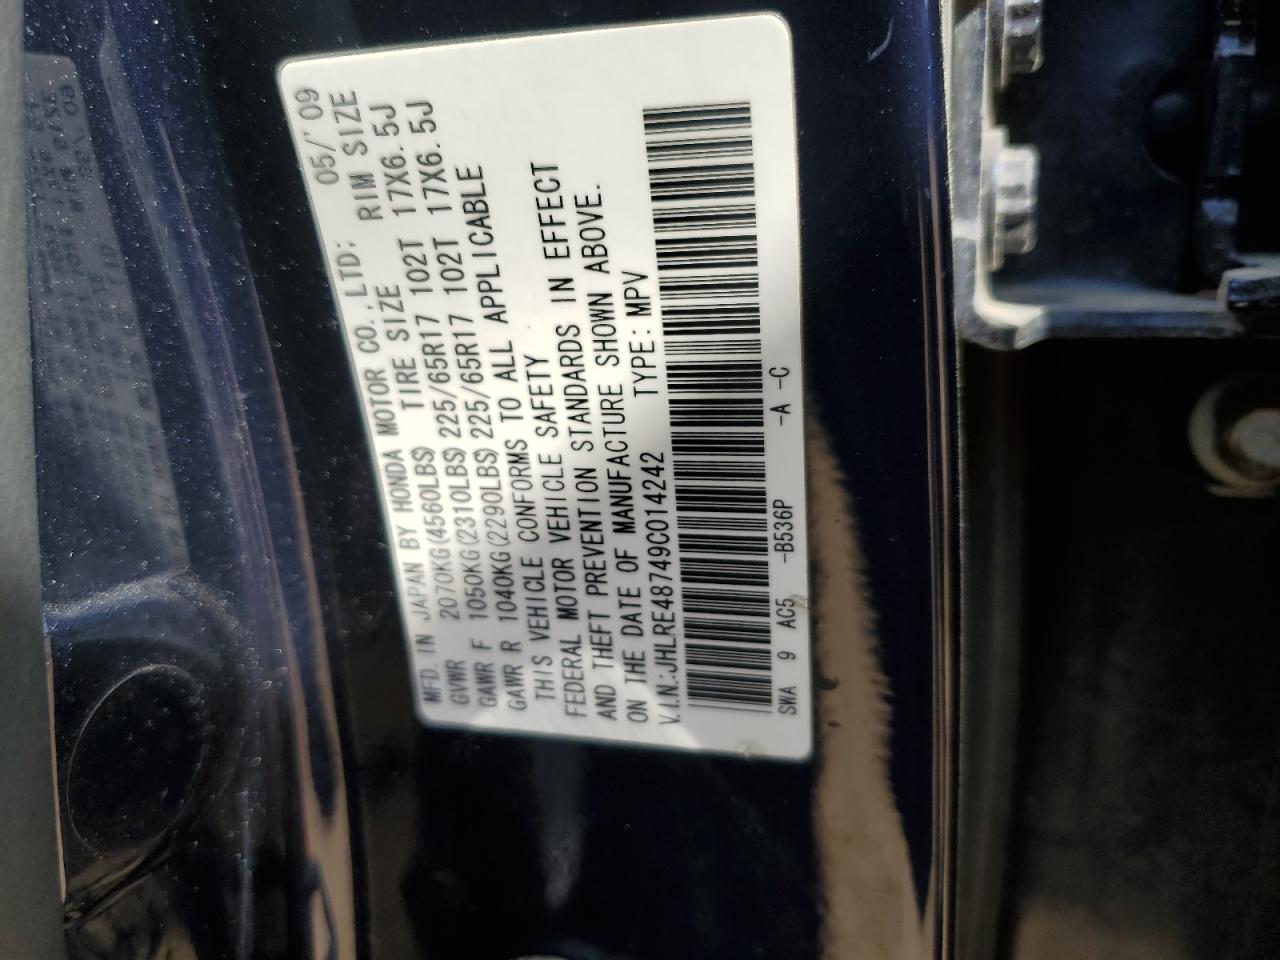 MFD. IN JAPAN BY HONDA MOTOR CO.,LTD: 05/'09
GVWR 2070KG(4560LBS) TIRE SIZE RIM SIZE
GAWR F 1050KG(2310LBS) 225/65R17 102T 17X6.5J
GAWR R 1040KG(2290LBS) 225/65R17 102T 17X6.5J
THIS VEHICLE CONFORMS TO ALL APPLICABLE
FEDERAL MOTOR VEHICLE SAFETY
AND THEFT PREVENTION STANDARDS IN EFFECT
ON THE DATE OF MANUFACTURE SHOWN ABOVE.
V.I.N.:JHLRE48749C014242 TYPE:MPV
SWA 9 AC5 -B536P -A -C